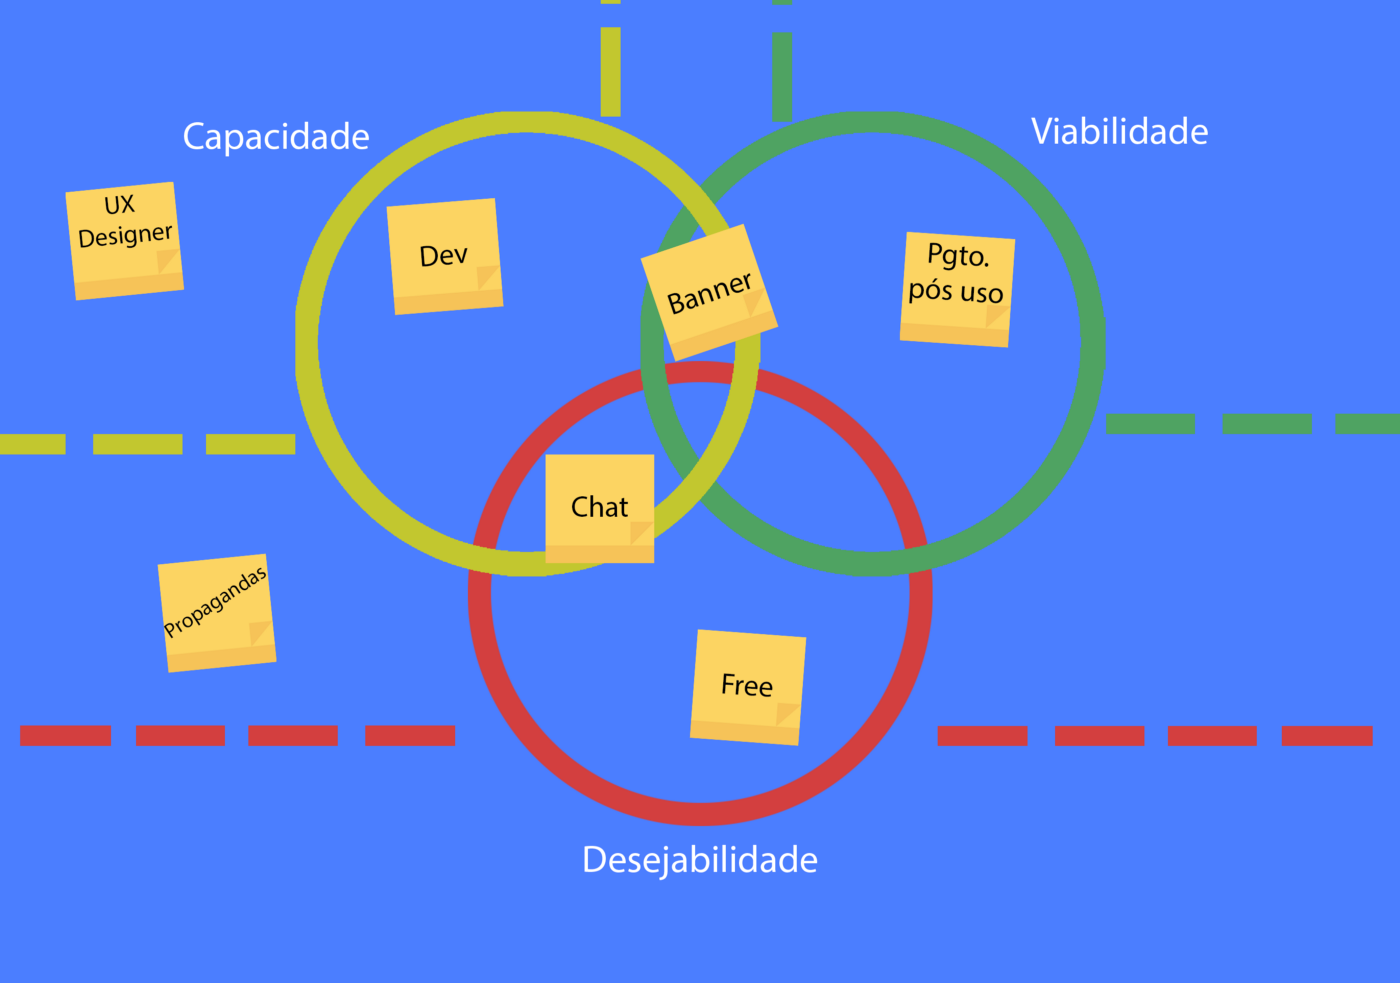 Capacidade
Viabilidade
UX
Designer
Dev
Banner
Pgto.
pós uso
Chat
Propagandas
Free
Desejabilidade